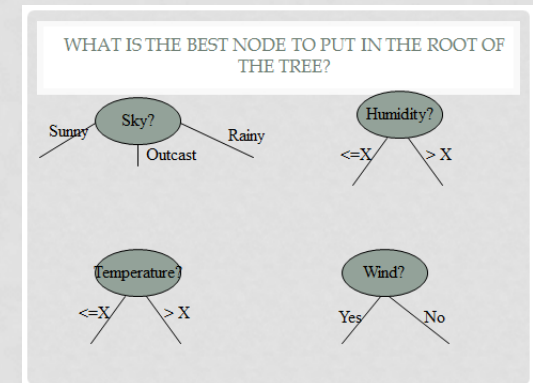 WHAT IS THE BEST NODE TO PUT IN THE ROOT OF
THE TREE?
Sky?
Sunny
Outcast
Rainy
Humidity?
<=X
> X
Temperature?
<=X
> X
Wind?
Yes
No